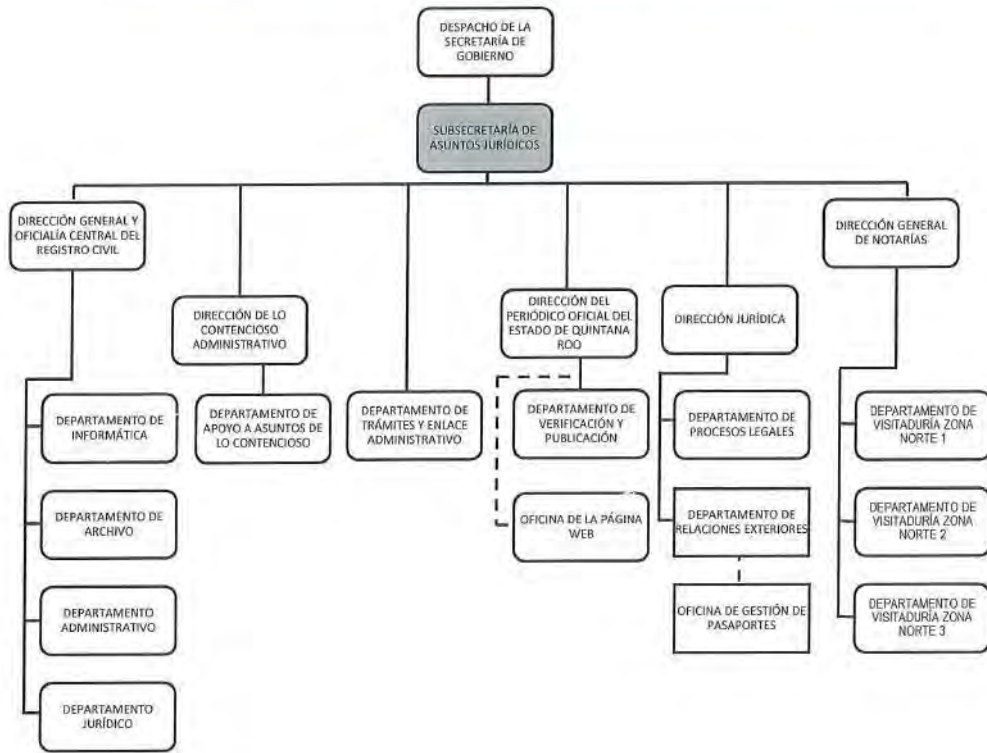 DESPACHO DE LA
SECRETARÍA DE
GOBIERNO
SUBSECRETARÍA DE
ASUNTOS JURÍDICOS
DIRECCIÓN GENERAL Y
OFICIALÍA CENTRAL DEL
REGISTRO CIVIL
DIRECCIÓN GENERAL
DE NOTARÍAS
DIRECCIÓN DE LO
CONTENCIOSO
ADMINISTRATIVO
DIRECCIÓN DEL
PERIÓDICO OFICIAL DEL
ESTADO DE QUINTANA
ROO
DIRECCIÓN JURÍDICA
DEPARTAMENTO DE
INFORMÁTICA
DEPARTAMENTO DE
APOYO A ASUNTOS DE
LO CONTENCIOSO
DEPARTAMENTO DE
TRÁMITES Y ENLACE
ADMINISTRATIVO
DEPARTAMENTO DE
VERIFICACIÓN Y
PUBLICACIÓN
DEPARTAMENTO DE
PROCESOS LEGALES
DEPARTAMENTO DE
VISITADURÍA ZONA
NORTE 1
DEPARTAMENTO DE
ARCHIVO
OFICINA DE LA PÁGINA
WEB
DEPARTAMENTO DE
RELACIONES EXTERIORES
DEPARTAMENTO DE
VISITADURÍA ZONA
NORTE 2
DEPARTAMENTO
ADMINISTRATIVO
OFICINA DE GESTIÓN DE
PASAPORTES
DEPARTAMENTO DE
VISITADURÍA ZONA
NORTE 3
DEPARTAMENTO
JURÍDICO